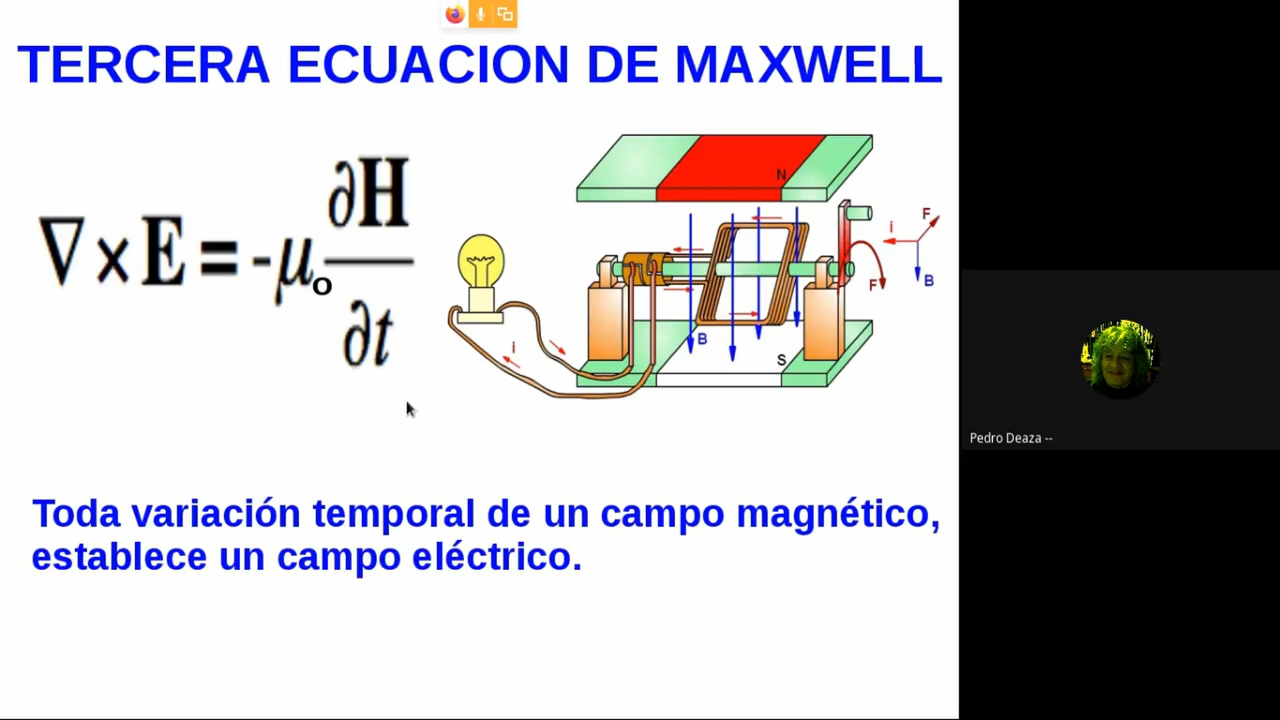 TERCERA ECUACION DE MAXWELL
∇×E = -μo ∂H/∂t
N
F
i
B
F
B
S
i
Toda variación temporal de un campo magnético,
establece un campo eléctrico.
Pedro Deaza --